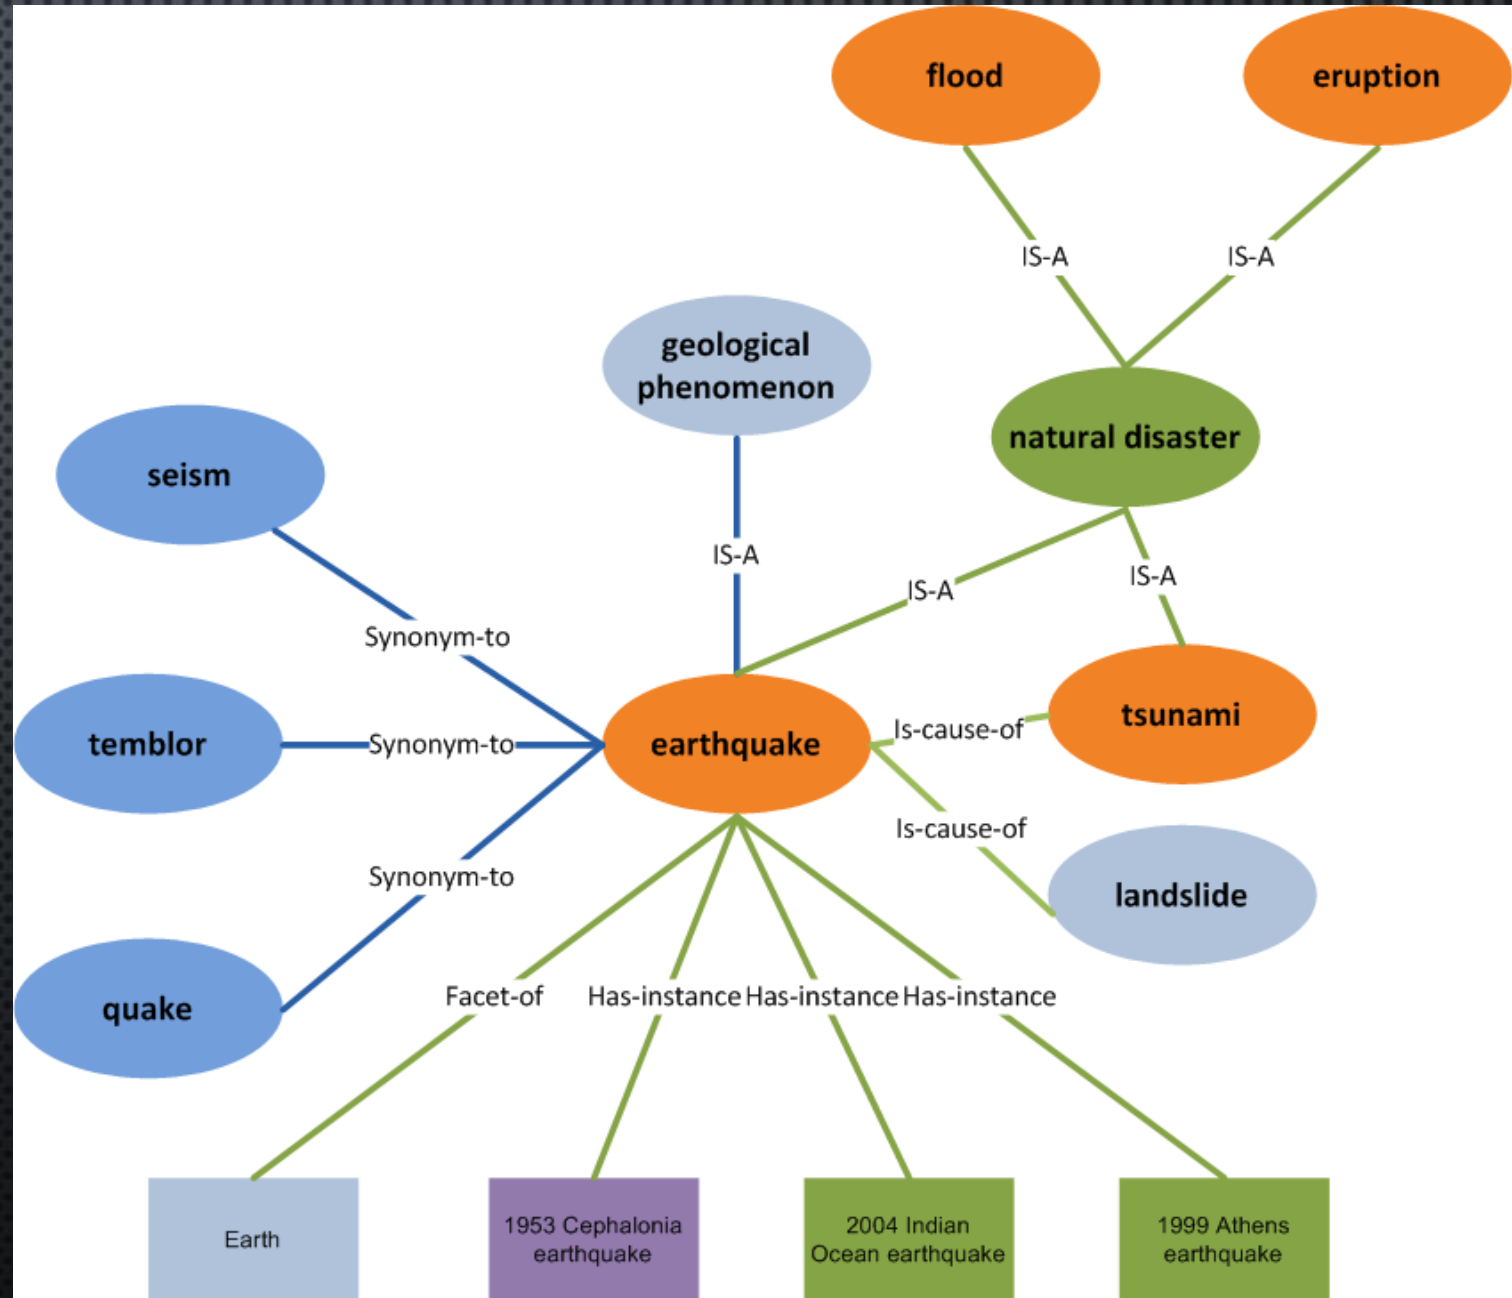 flood
eruption
IS-A
IS-A
geological
phenomenon
natural disaster
seism
IS-A
IS-A
IS-A
Synonym-to
temblor
Synonym-to
earthquake
Is-cause-of
tsunami
Is-cause-of
Synonym-to
landslide
quake
Facet-of
Has-instance
Has-instance
Has-instance
Earth
1953 Cephalonia
earthquake
2004 Indian
Ocean earthquake
1999 Athens
earthquake